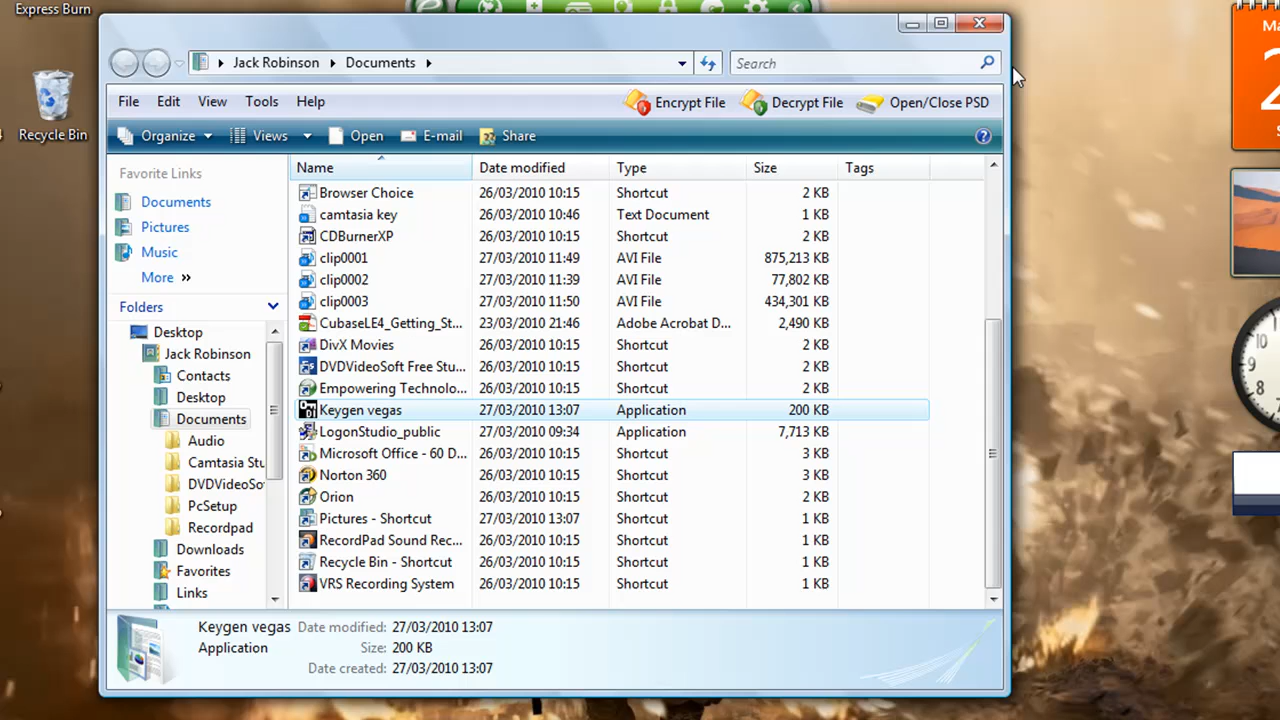 Express Burn
Recycle Bin
Jack Robinson Documents
Search
File Edit View Tools Help Encrypt File Decrypt File Open/Close PSD
Organize Views Open E-mail Share
Favorite Links
Documents
Pictures
Music
More »
Folders
Desktop
Jack Robinson
Contacts
Desktop
Documents
Audio
Camtasia Stu
DVDVideoSo
PcSetup
Recordpad
Downloads
Favorites
Links
Name Date modified Type Size Tags
Browser Choice 26/03/2010 10:15 Shortcut 2 KB
camtasia key 26/03/2010 10:46 Text Document 1 KB
CDBurnerXP 26/03/2010 10:15 Shortcut 2 KB
clip0001 27/03/2010 11:49 AVI File 875,213 KB
clip0002 27/03/2010 11:39 AVI File 77,802 KB
clip0003 27/03/2010 11:50 AVI File 434,301 KB
CubaseLE4_Getting_St... 23/03/2010 21:46 Adobe Acrobat D... 2,490 KB
DivX Movies 26/03/2010 10:15 Shortcut 2 KB
DVDVideoSoft Free Stu... 26/03/2010 10:15 Shortcut 2 KB
Empowering Technolo... 26/03/2010 10:15 Shortcut 2 KB
Keygen vegas 27/03/2010 13:07 Application 200 KB
LogonStudio_public 27/03/2010 09:34 Application 7,713 KB
Microsoft Office - 60 D... 26/03/2010 10:15 Shortcut 3 KB
Norton 360 26/03/2010 10:15 Shortcut 3 KB
Orion 26/03/2010 10:15 Shortcut 2 KB
Pictures - Shortcut 27/03/2010 13:07 Shortcut 1 KB
RecordPad Sound Rec... 26/03/2010 10:15 Shortcut 1 KB
Recycle Bin - Shortcut 26/03/2010 10:15 Shortcut 1 KB
VRS Recording System 26/03/2010 10:15 Shortcut 1 KB
Keygen vegas Date modified: 27/03/2010 13:07
Application Size: 200 KB
Date created: 27/03/2010 13:07
Ma
2
10
9
8